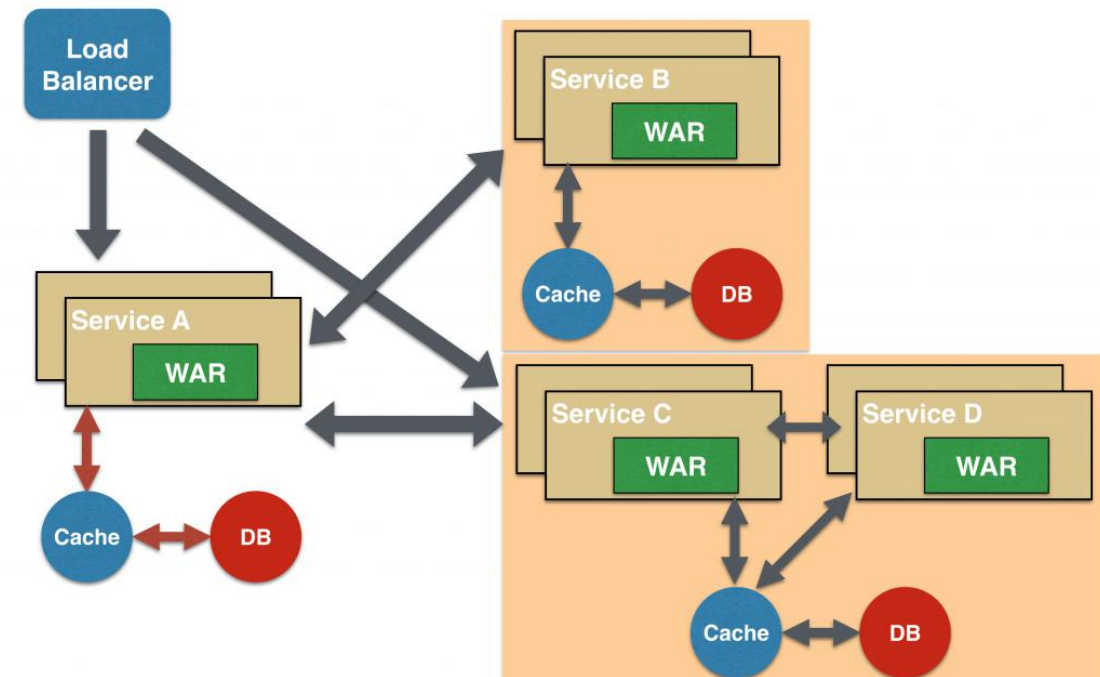 Load
Balancer
Service B
WAR
Cache
DB
Service A
WAR
Cache
DB
Service C
WAR
Service D
WAR
Cache
DB